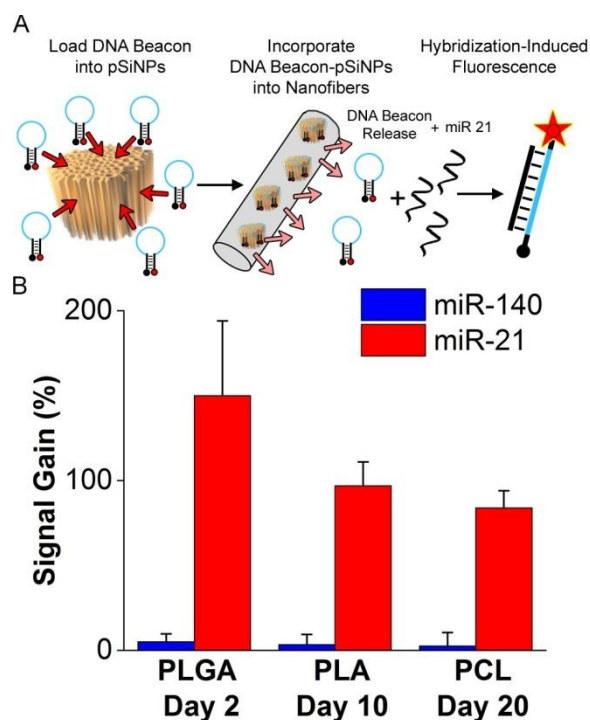 A
Load DNA Beacon
into pSiNPs
Incorporate
DNA Beacon-pSiNPs
into Nanofibers
Hybridization-Induced
Fluorescence
DNA Beacon
Release
+ miR 21
+
B
miR-140
miR-21
Signal Gain (%)
200
100
0
PLGA
Day 2
PLA
Day 10
PCL
Day 20